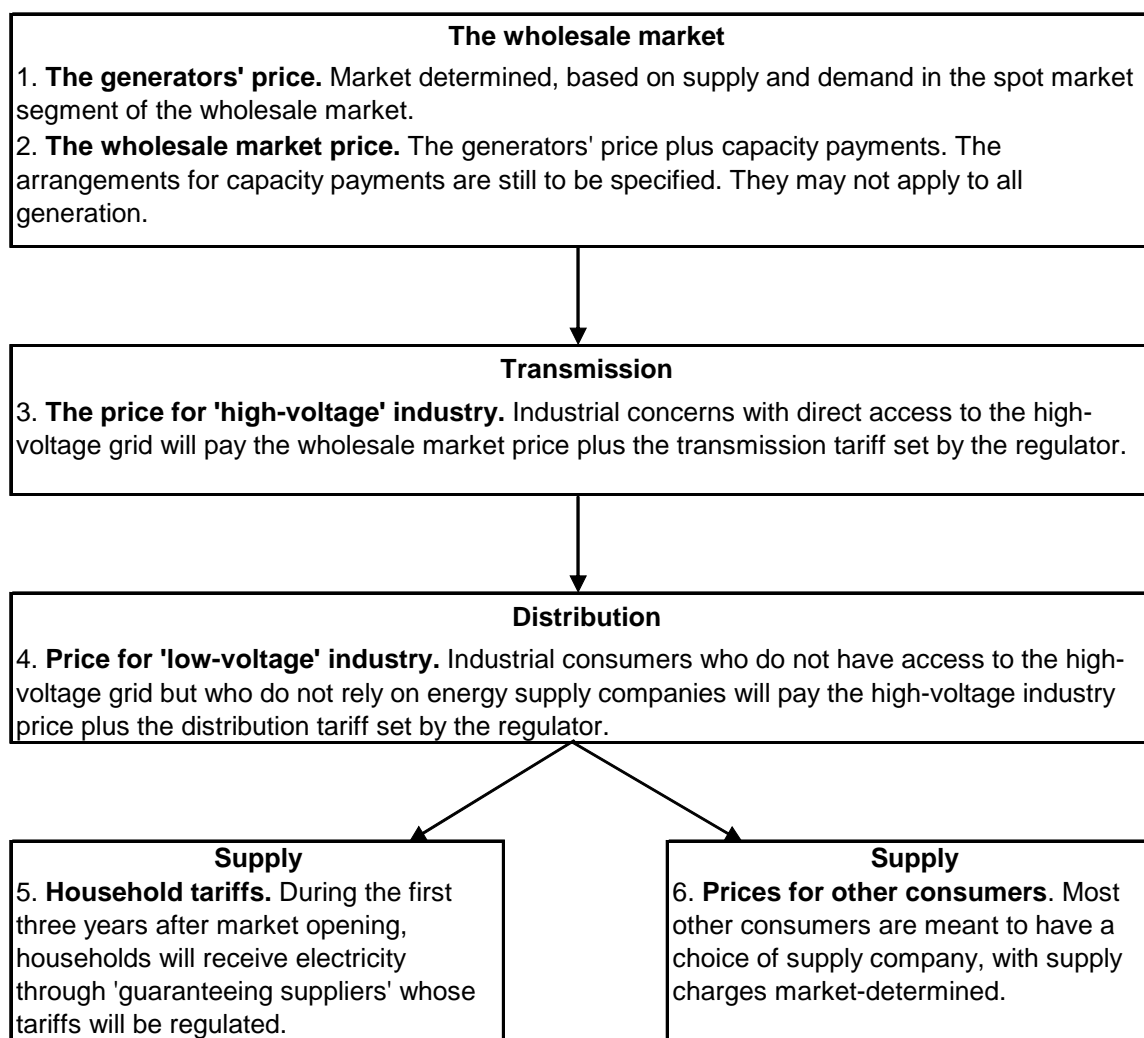 The wholesale market
1. The generators' price. Market determined, based on supply and demand in the spot market
segment of the wholesale market.
2. The wholesale market price. The generators' price plus capacity payments. The
arrangements for capacity payments are still to be specified. They may not apply to all
generation.
Transmission
3. The price for 'high-voltage' industry. Industrial concerns with direct access to the high-
voltage grid will pay the wholesale market price plus the transmission tariff set by the regulator.
Distribution
4. Price for 'low-voltage' industry. Industrial consumers who do not have access to the high-
voltage grid but who do not rely on energy supply companies will pay the high-voltage industry
price plus the distribution tariff set by the regulator.
Supply
5. Household tariffs. During the first
three years after market opening,
households will receive electricity
through 'guaranteeing suppliers' whose
tariffs will be regulated.
Supply
6. Prices for other consumers. Most
other consumers are meant to have a
choice of supply company, with supply
charges market-determined.